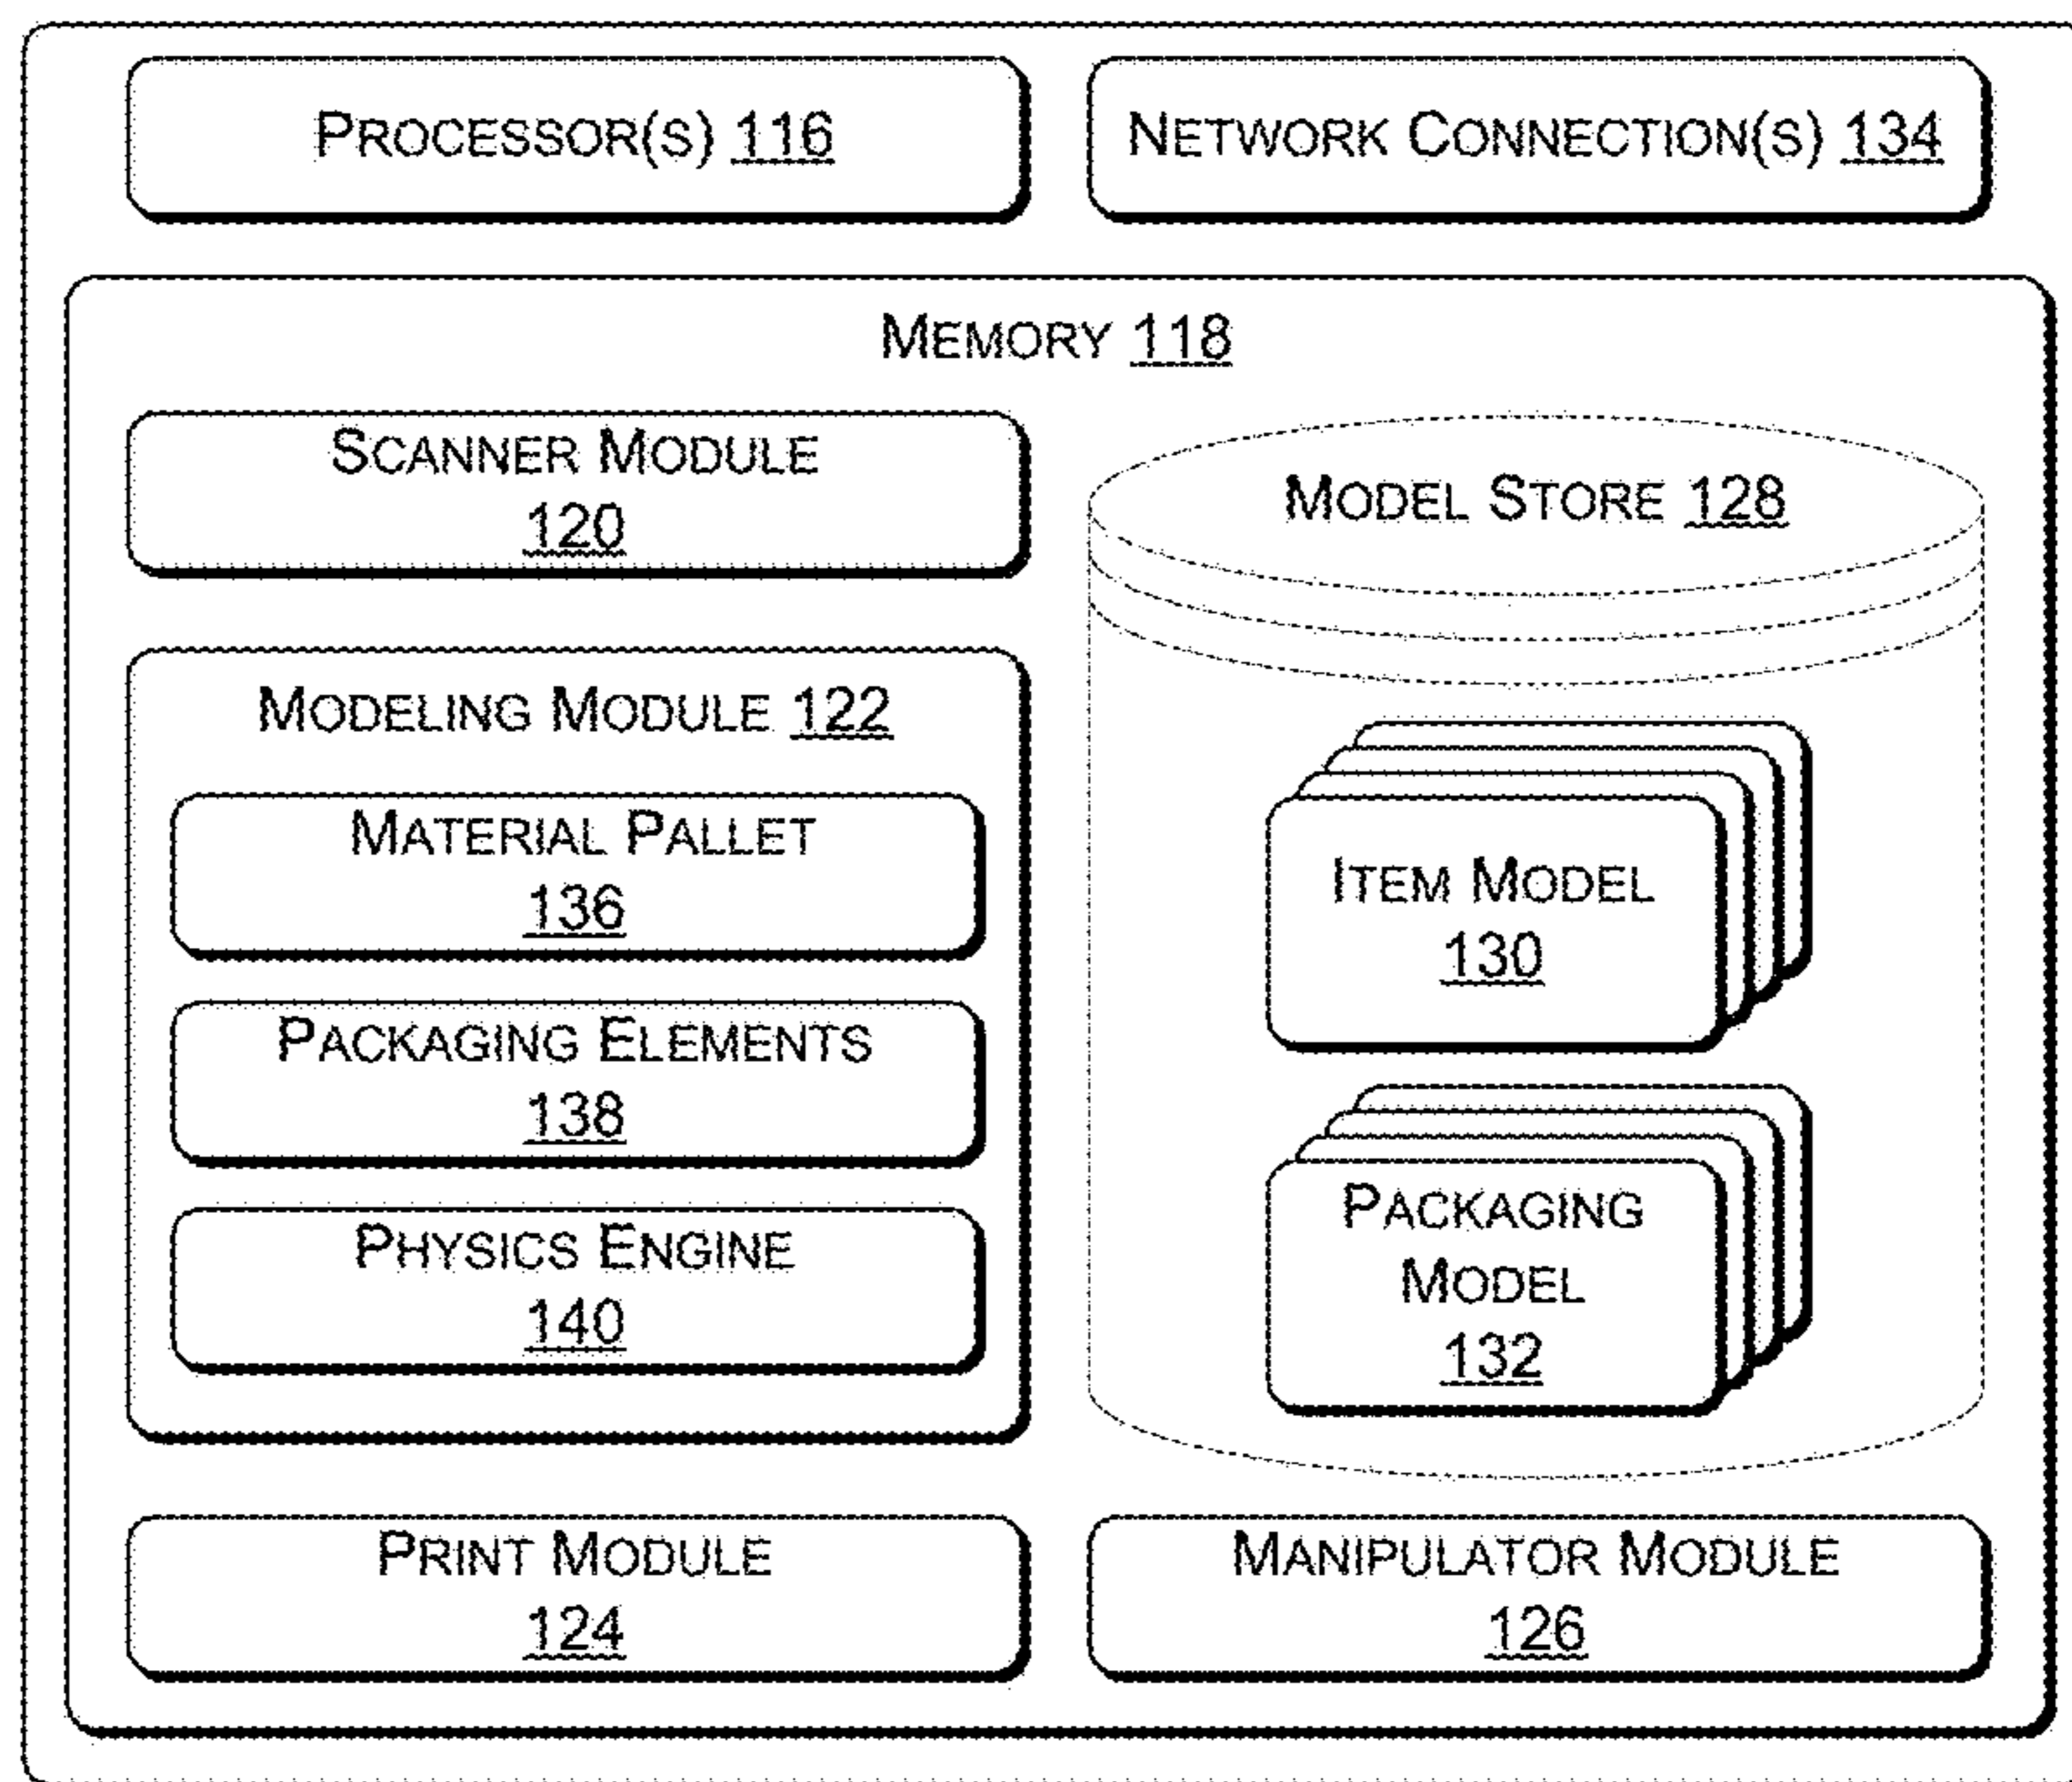 PROCESSOR(S) 116
NETWORK CONNECTION(S) 134
MEMORY 118
SCANNER MODULE
120
MODEL STORE 128
MODELING MODULE 122
MATERIAL PALLET
136
PACKAGING ELEMENTS
138
PHYSICS ENGINE
140
ITEM MODEL
130
PACKAGING
MODEL
132
PRINT MODULE
124
MANIPULATOR MODULE
126